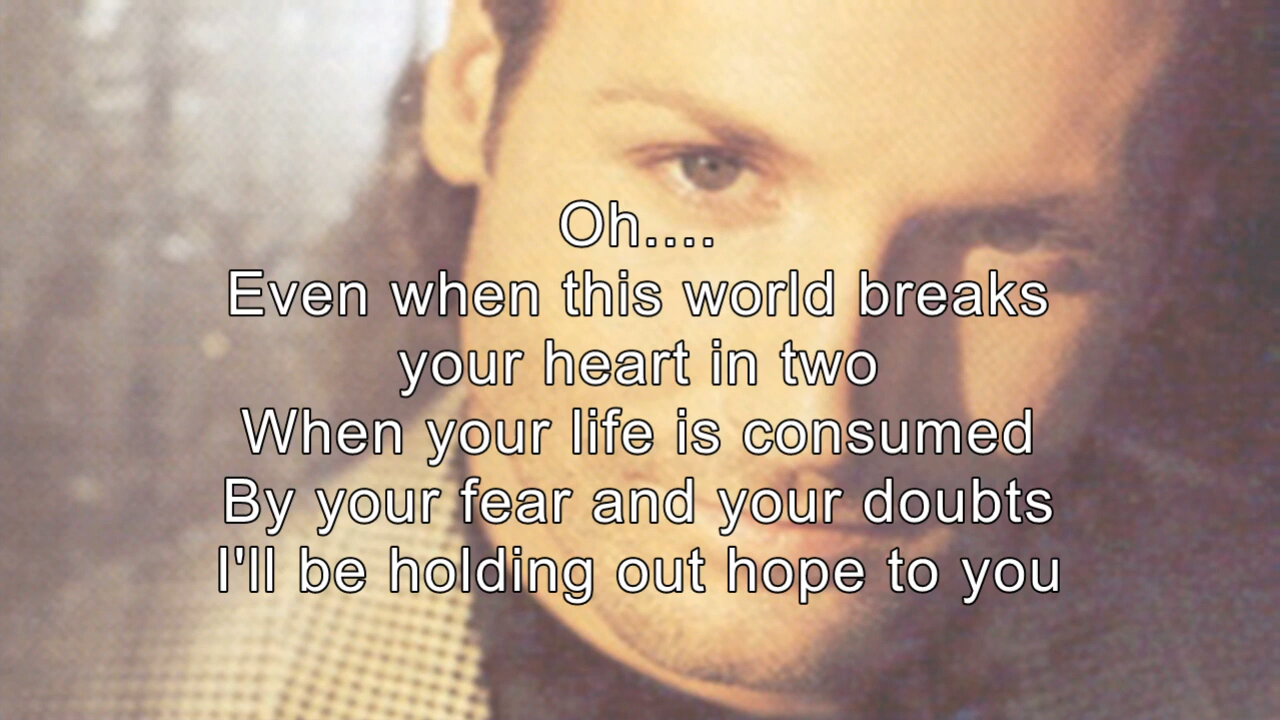 Oh....
Even when this world breaks
your heart in two
When your life is consumed
By your fear and your doubts
I'll be holding out hope to you